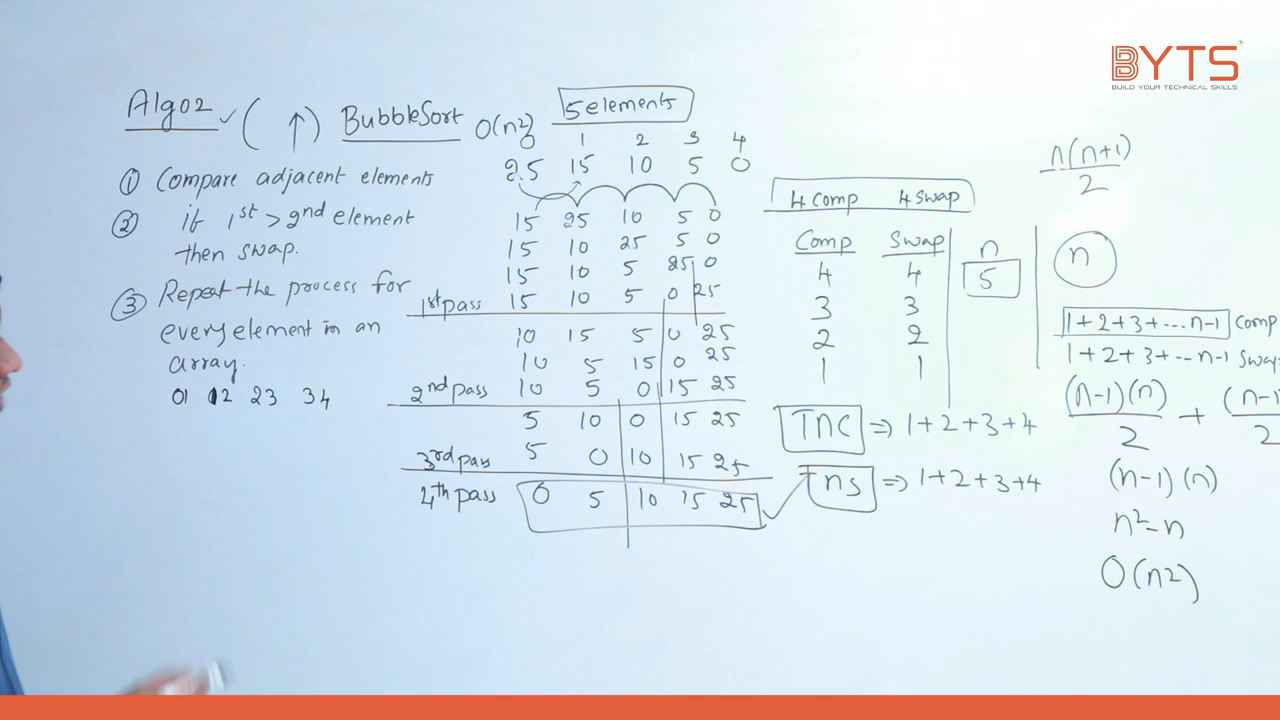 BYTS
BUILD YOUR TECHNICAL SKILLS
Algo2 ✓ ( ↑ ) BubbleSort O(n2)
5 elements
0 1 2 3 4
25 15 10 5 0
① Compare adjacent elements
② if 1st > 2nd element
then swap.
③ Repeat the process for
every element in an
array.
01 12 23 34
15 25 10 5 0
15 10 25 5 0
15 10 5 25 0
1st pass 15 10 5 0 25
10 15 5 0 25
10 5 15 0 25
2nd pass 10 5 0 15 25
5 10 0 15 25
3rd pass 5 0 10 15 25
4th pass 0 5 10 15 25
4 Comp 4 Swap
Comp Swap
4 4
3 3
2 2
1 1
n
5
TNC ⇒ 1+2+3+4
TNS ⇒ 1+2+3+4
n(n+1)
2
n
1+2+3+...n-1 Comp
1+2+3+...n-1 Swap
(n-1)(n) + (n-1)
2 2
(n-1)(n)
n2-n
O(n2)